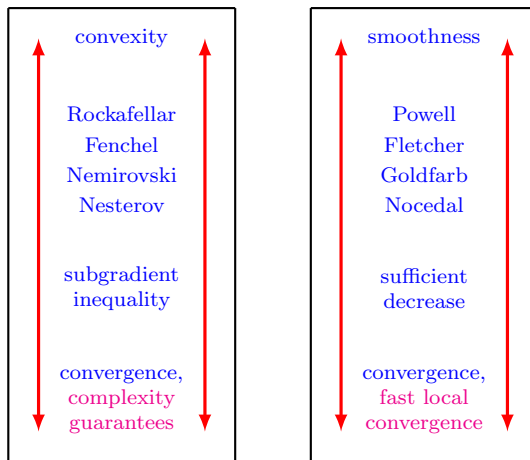 convexity
Rockafellar
Fenchel
Nemirovski
Nesterov
subgradient
inequality
convergence,
complexity
guarantees
smoothness
Powell
Fletcher
Goldfarb
Nocedal
sufficient
decrease
convergence,
fast local
convergence